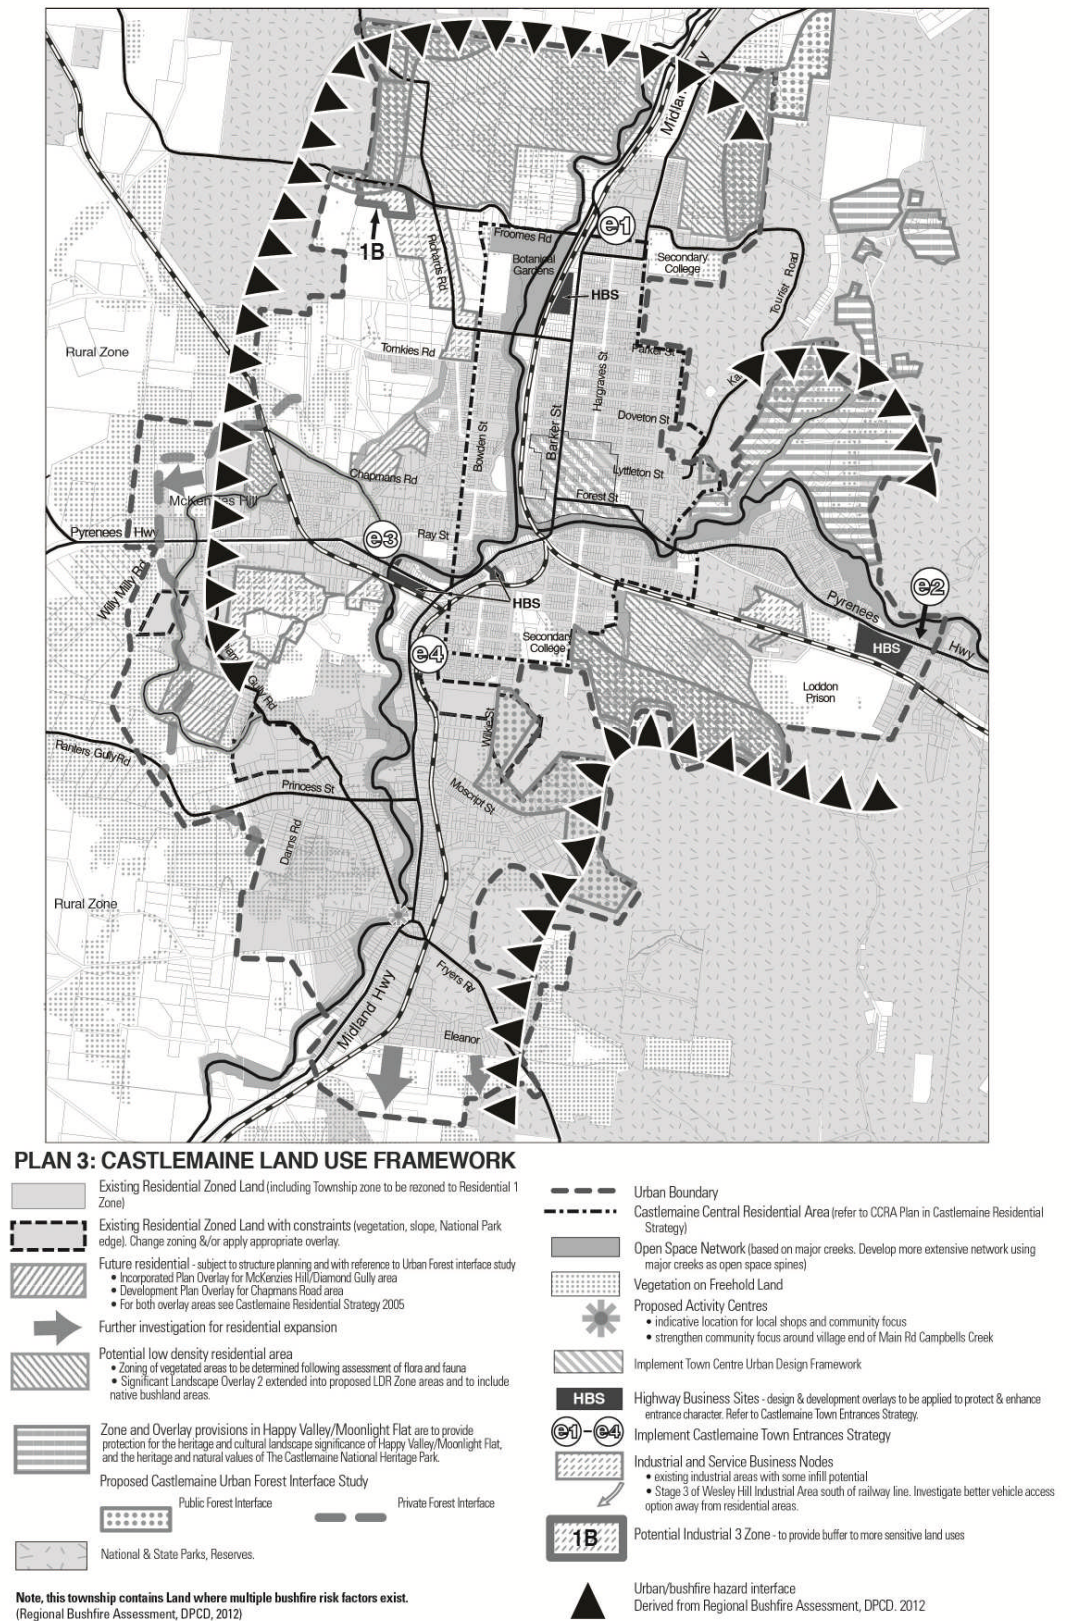 Midland Hwy
e1
1B
Richards Rd
Froomes Rd
Botanical
Gardens
Secondary
College
HBS
Tourist Road
Rural Zone
Tomkies Rd
Parker St
Hargraves St
Doveton St
Bowden St
Barker St
Lyttleton St
Chapmans Rd
Forest St
McKenzies Hill
Pyrenees Hwy
e3
Ray St
e2
Willy Milly Rd
HBS
Pyrenees Hwy
Secondary
College
e4
HBS
Gully Rd
Loddon
Prison
Wilkie St
Ranters Gully Rd
Princess St
Moscript St
Danns Rd
Rural Zone
Fryers Rd
Midland Hwy
Eleanor
PLAN 3: CASTLEMAINE LAND USE FRAMEWORK
Existing Residential Zoned Land (including Township zone to be rezoned to Residential 1
Zone)
Existing Residential Zoned Land with constraints (vegetation, slope, National Park
edge). Change zoning &/or apply appropriate overlay.
Future residential - subject to structure planning and with reference to Urban Forest interface study
• Incorporated Plan Overlay for McKenzies Hill/Diamond Gully area
• Development Plan Overlay for Chapmans Road area
• For both overlay areas see Castlemaine Residential Strategy 2005
Further investigation for residential expansion
Potential low density residential area
• Zoning of vegetated areas to be determined following assessment of flora and fauna
• Significant Landscape Overlay 2 extended into proposed LDR Zone areas and to include
native bushland areas.
Zone and Overlay provisions in Happy Valley/Moonlight Flat are to provide
protection for the heritage and cultural landscape significance of Happy Valley/Moonlight Flat,
and the heritage and natural values of The Castlemaine National Heritage Park.
Proposed Castlemaine Urban Forest Interface Study
Public Forest Interface
Private Forest Interface
National & State Parks, Reserves.
Note, this township contains Land where multiple bushfire risk factors exist.
(Regional Bushfire Assessment, DPCD, 2012)
Urban Boundary
Castlemaine Central Residential Area (refer to CCRA Plan in Castlemaine Residential
Strategy)
Open Space Network (based on major creeks. Develop more extensive network using
major creeks as open space spines)
Vegetation on Freehold Land
Proposed Activity Centres
• indicative location for local shops and community focus
• strengthen community focus around village end of Main Rd Campbells Creek
Implement Town Centre Urban Design Framework
HBS
Highway Business Sites - design & development overlays to be applied to protect & enhance
entrance character. Refer to Castlemaine Town Entrances Strategy.
e1-e4
Implement Castlemaine Town Entrances Strategy
Industrial and Service Business Nodes
• existing industrial areas with some infill potential
• Stage 3 of Wesley Hill Industrial Area south of railway line. Investigate better vehicle access
option away from residential areas.
1B
Potential Industrial 3 Zone - to provide buffer to more sensitive land uses
Urban/bushfire hazard interface
Derived from Regional Bushfire Assessment, DPCD. 2012